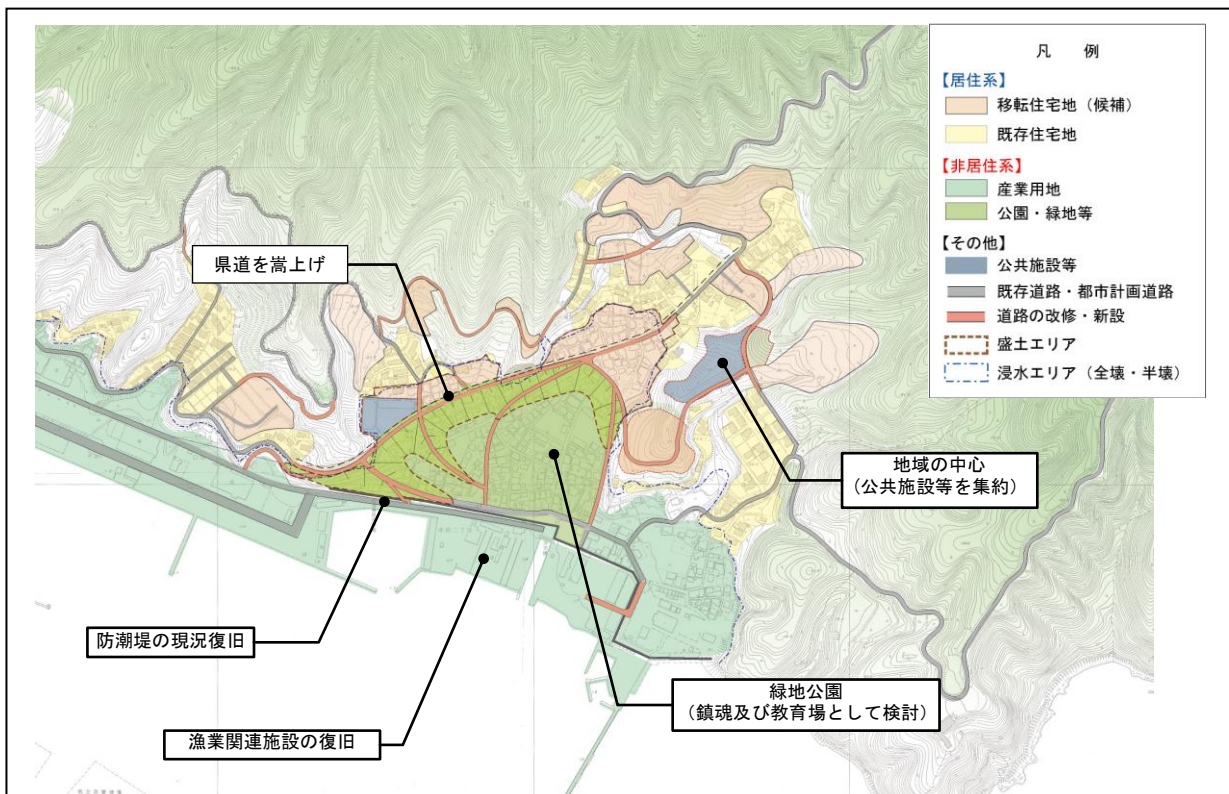 凡 例
【居住系】
移転住宅地（候補）
既存住宅地
【非居住系】
産業用地
公園・緑地等
【その他】
公共施設等
既存道路・都市計画道路
道路の改修・新設
盛土エリア
浸水エリア（全壊・半壊）
県道を嵩上げ
地域の中心
（公共施設等を集約）
防潮堤の現況復旧
緑地公園
（鎮魂及び教育場として検討）
漁業関連施設の復旧